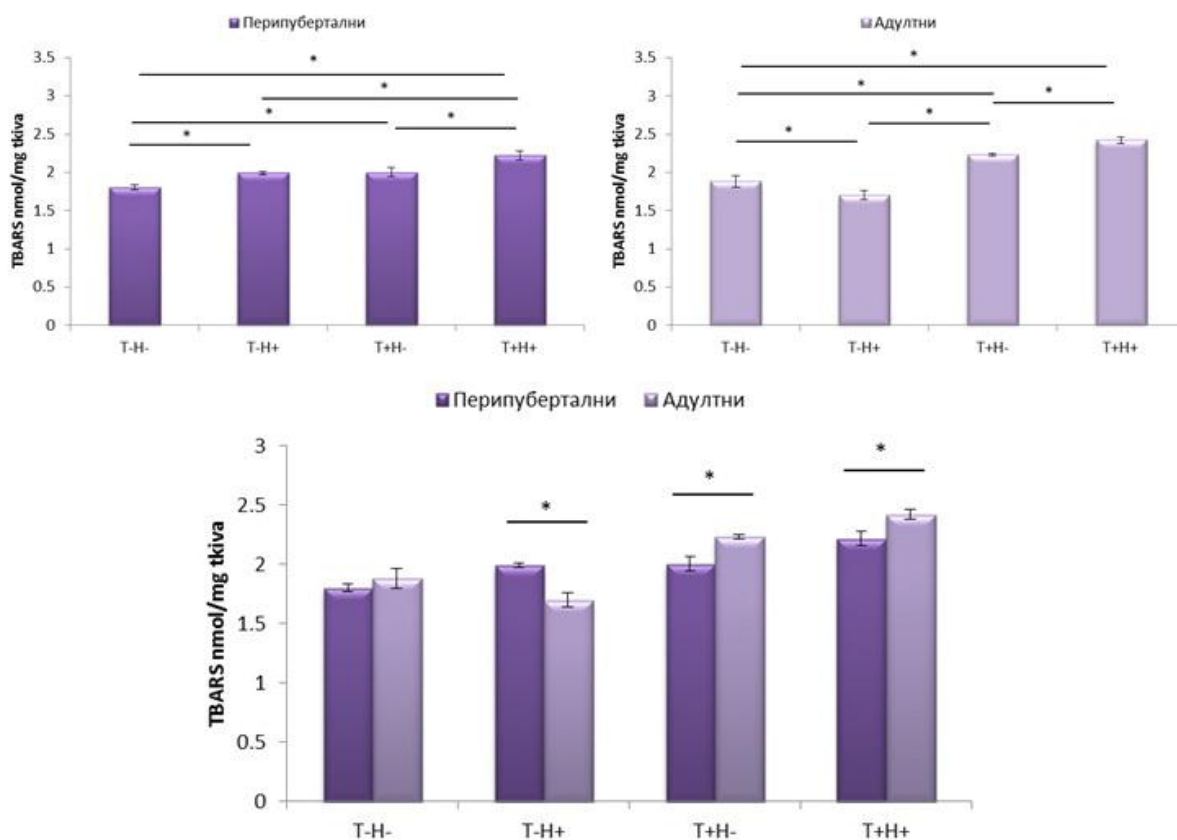 Перипубертални
3.5
3
2.5
2
1.5
1
0.5
0
TBARS nmol/mg tkiva
*
*
*
*
*
T-H-
T-H+
T+H-
T+H+
Адултни
3.5
3
2.5
2
1.5
1
0.5
0
TBARS nmol/mg tkiva
*
*
*
*
*
T-H-
T-H+
T+H-
T+H+
Перипубертални Адултни
3
2.5
2
1.5
1
0.5
0
TBARS nmol/mg tkiva
*
*
*
T-H-
T-H+
T+H-
T+H+